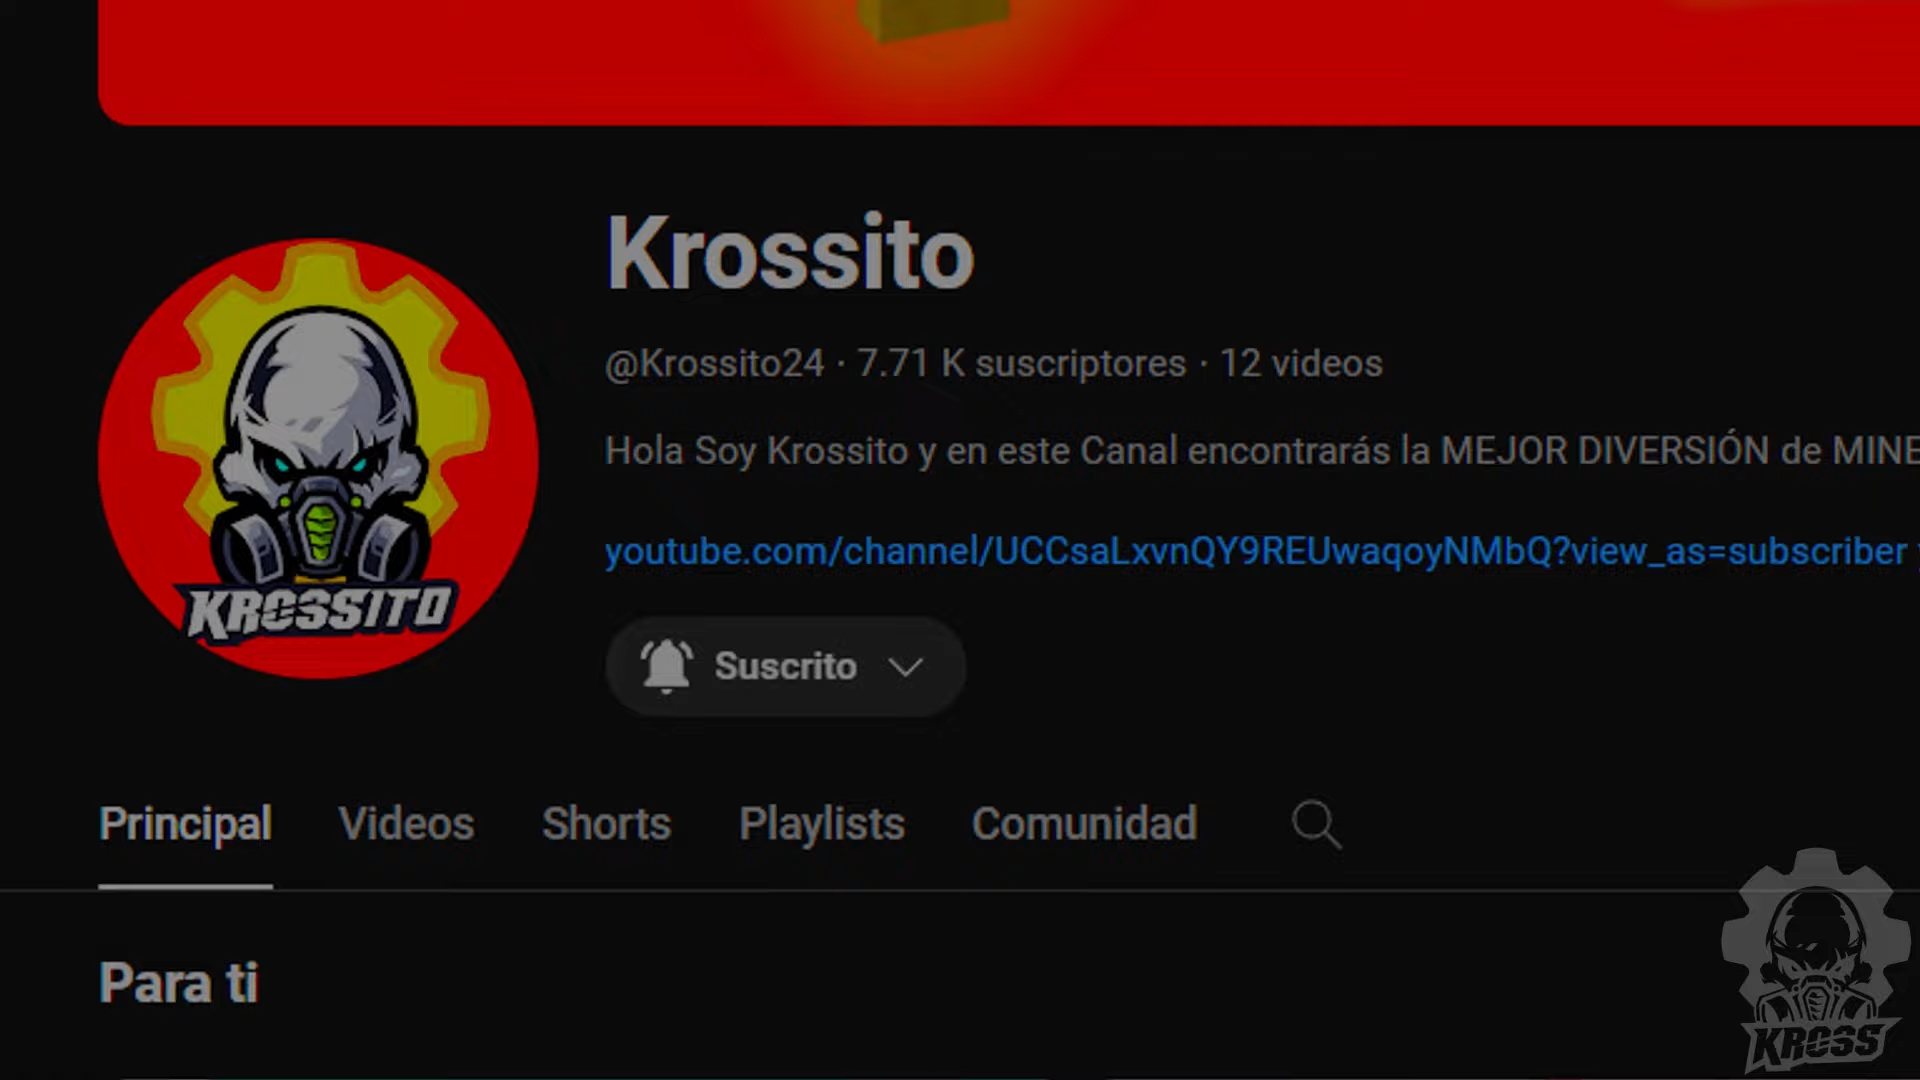 Krossito
@Krossito24 · 7.71 K suscriptores · 12 videos
Hola Soy Krossito y en este Canal encontrarás la MEJOR DIVERSIÓN de MINE
youtube.com/channel/UCCsaLxvnQY9REUwaqoyNMbQ?view_as=subscriber
KROSSITO
Suscrito
Principal Videos Shorts Playlists Comunidad
Para ti
KROSS